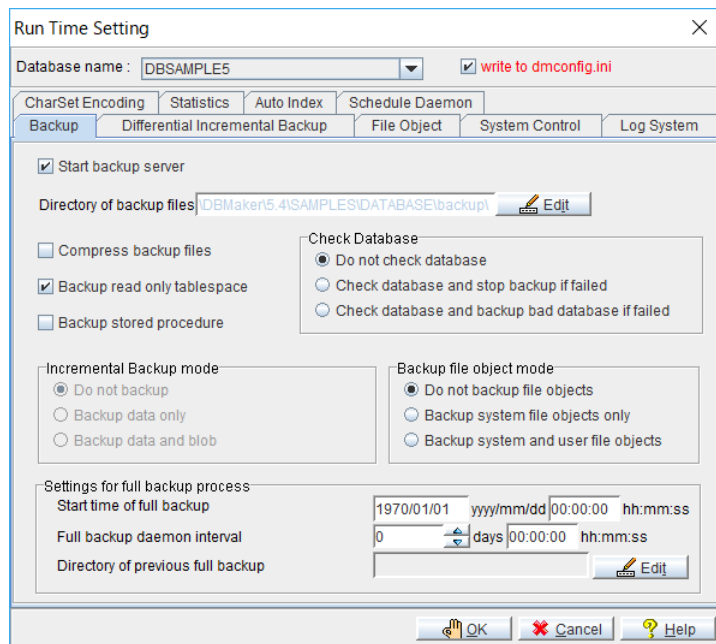 Run Time Setting
Database name : DBSAMPLE5 write to dmconfig.ini
CharSet Encoding Statistics Auto Index Schedule Daemon
Backup Differential Incremental Backup File Object System Control Log System
Start backup server
Directory of backup files \DBMaker\5.4\SAMPLES\DATABASE\backup\ Edit
Compress backup files
Backup read only tablespace
Backup stored procedure
Check Database
Do not check database
Check database and stop backup if failed
Check database and backup bad database if failed
Incremental Backup mode
Do not backup
Backup data only
Backup data and blob
Backup file object mode
Do not backup file objects
Backup system file objects only
Backup system and user file objects
Settings for full backup process
Start time of full backup 1970/01/01 yyyy/mm/dd 00:00:00 hh:mm:ss
Full backup daemon interval 0 days 00:00:00 hh:mm:ss
Directory of previous full backup Edit
OK Cancel Help